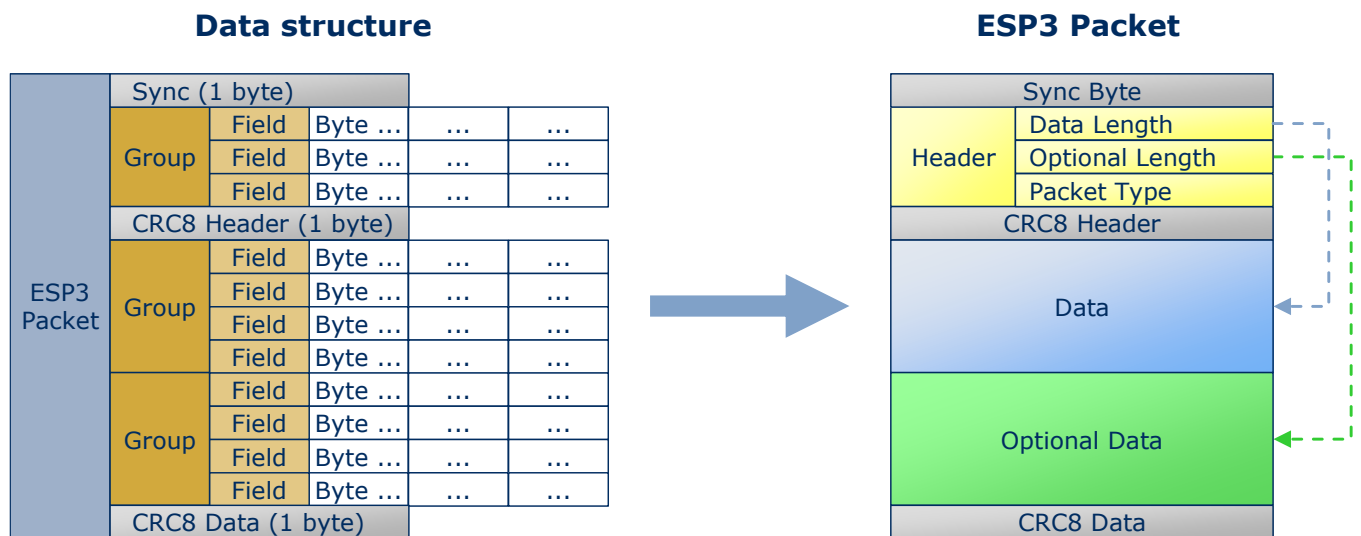 Data structure
ESP3 Packet
ESP3
Packet
Sync (1 byte)
Group
Field Byte ... ... ...
Field Byte ... ... ...
Field Byte ... ... ...
CRC8 Header (1 byte)
Group
Field Byte ... ... ...
Field Byte ... ... ...
Field Byte ... ... ...
Field Byte ... ... ...
Group
Field Byte ... ... ...
Field Byte ... ... ...
Field Byte ... ... ...
Field Byte ... ... ...
CRC8 Data (1 byte)
Sync Byte
Header
Data Length
Optional Length
Packet Type
CRC8 Header
Data
Optional Data
CRC8 Data